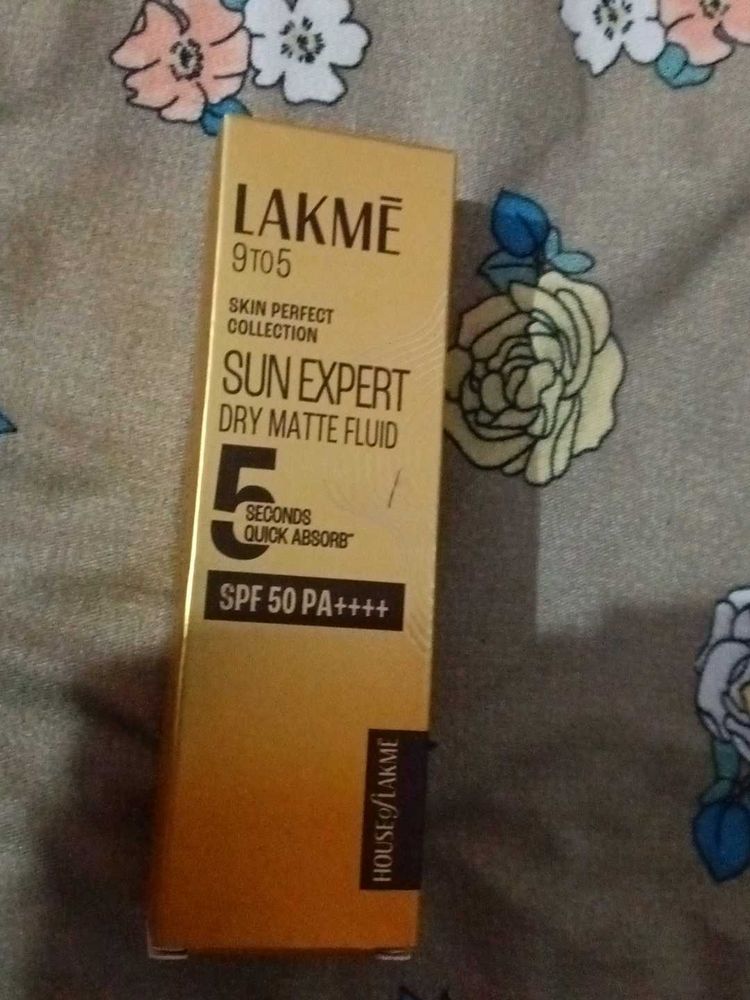 LAKMĒ
9TO5
SKIN PERFECT
COLLECTION
SUN EXPERT
DRY MATTE FLUID
5
SECONDS
QUICK ABSORB™
SPF 50 PA++++
HOUSE of LAKMĒ